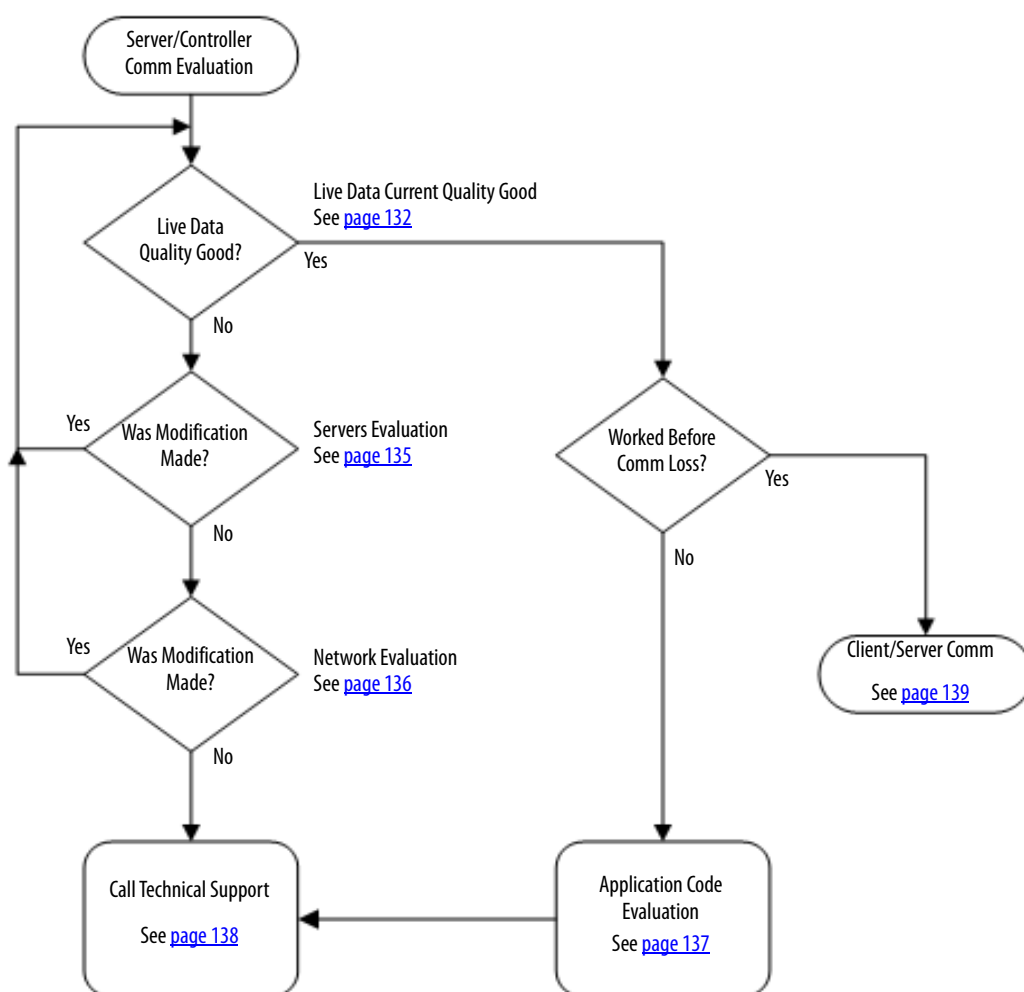 Server/Controller
Comm Evaluation
Live Data Current Quality Good
See page 132
Live Data
Quality Good?
Yes
No
Yes
Was Modification
Made?
Servers Evaluation
See page 135
Worked Before
Comm Loss?
Yes
No
No
Yes
Was Modification
Made?
Network Evaluation
See page 136
Client/Server Comm
See page 139
No
Call Technical Support
See page 138
Application Code
Evaluation
See page 137